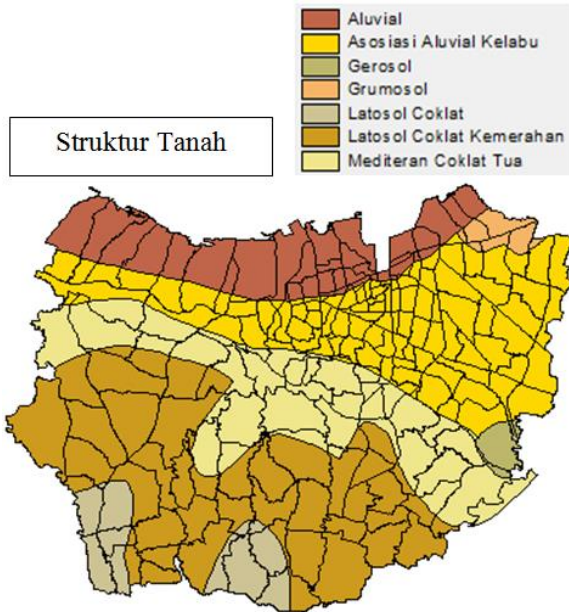 Aluvial
Asosiasi Aluvial Kelabu
Gerosol
Grumosol
Latosol Coklat
Latosol Coklat Kemerahan
Mediteran Coklat Tua
Struktur Tanah